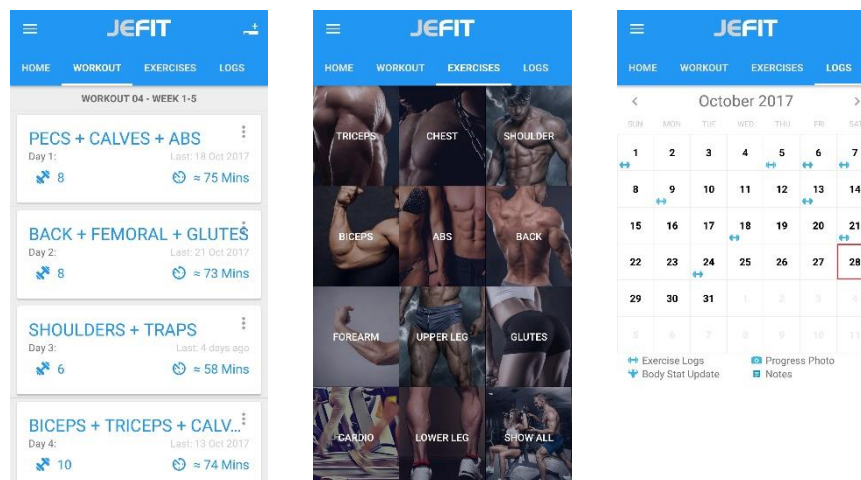 JEFIT
HOME WORKOUT EXERCISES LOGS
WORKOUT 04 - WEEK 1-5
PECS + CALVES + ABS
Day 1: Last: 18 Oct 2017
8 ≈ 75 Mins
BACK + FEMORAL + GLUTES
Day 2: Last: 21 Oct 2017
8 ≈ 73 Mins
SHOULDERS + TRAPS
Day 3: Last: 4 days ago
6 ≈ 58 Mins
BICEPS + TRICEPS + CALV...
Day 4: Last: 13 Oct 2017
10 ≈ 74 Mins
JEFIT
HOME WORKOUT EXERCISES LOGS
TRICEPS CHEST SHOULDER
BICEPS ABS BACK
FOREARM UPPER LEG GLUTES
CARDIO LOWER LEG SHOW ALL
JEFIT
HOME WORKOUT EXERCISES LOGS
< October 2017 >
SUN MON TUE WED THU FRI SAT
1 2 3 4 5 6 7
8 9 10 11 12 13 14
15 16 17 18 19 20 21
22 23 24 25 26 27 28
29 30 31 1 2 3 4
5 6 7 8 9 10 11
Exercise Logs Progress Photo
Body Stat Update Notes